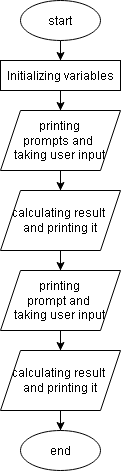 start
Initializing variables
printing
prompts and
taking user input
calculating result
and printing it
printing
prompt and
taking user input
calculating result
and printing it
end